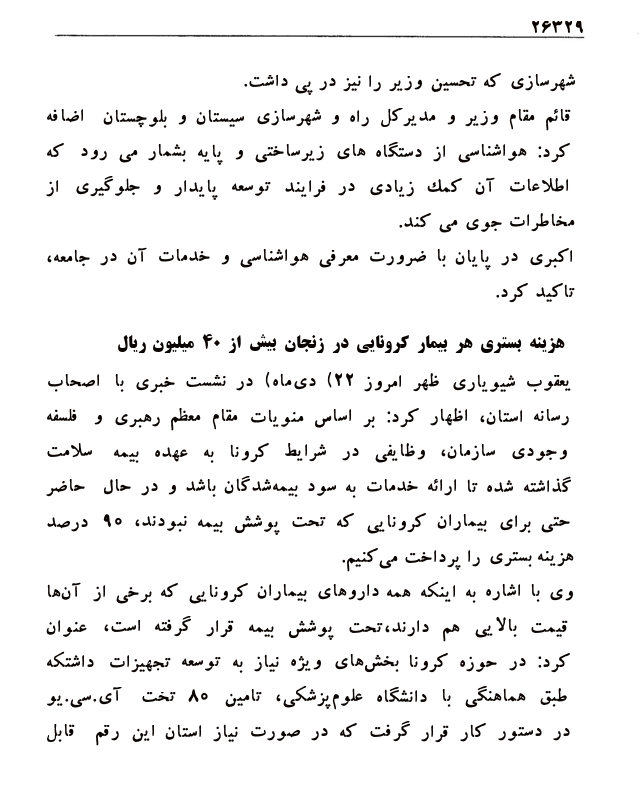 ۲۶۳۲۹
شهرسازی که تحسین وزیر را نیز در پی داشت.
قائم مقام وزیر و مدیرکل راه و شهرسازی سیستان و بلوچستان اضافه
کرد: هواشناسی از دستگاه های زیرساختی و پایه بشمار می رود که
اطلاعات آن کمك زیادی در فرایند توسعه پایدار و جلوگیری از
مخاطرات جوی می کند.
اکبری در پایان با ضرورت معرفی هواشناسی و خدمات آن در جامعه،
تاکید کرد.
هزینه بستری هر بیمار کرونایی در زنجان بیش از ۴۰ میلیون ریال
یعقوب شیویاری ظهر امروز ۲۲) دی‌ماه) در نشست خبری با اصحاب
رسانه استان، اظهار کرد: بر اساس منویات مقام معظم رهبری و فلسفه
وجودی سازمان، وظایفی در شرایط کرونا به عهده بیمه سلامت
گذاشته شده تا ارائه خدمات به سود بیمه‌شدگان باشد و در حال حاضر
حتی برای بیماران کرونایی که تحت پوشش بیمه نبودند، ۹۰ درصد
هزینه بستری را پرداخت می‌کنیم.
وی با اشاره به اینکه همه داروهای بیماران کرونایی که برخی از آن‌ها
قیمت بالایی هم دارند،تحت پوشش بیمه قرار گرفته است، عنوان
کرد: در حوزه کرونا بخش‌های ویژه نیاز به توسعه تجهیزات داشتکه
طبق هماهنگی با دانشگاه علوم‌پزشکی، تامین ۸۰ تخت آی.سی.یو
در دستور کار قرار گرفت که در صورت نیاز استان این رقم قابل